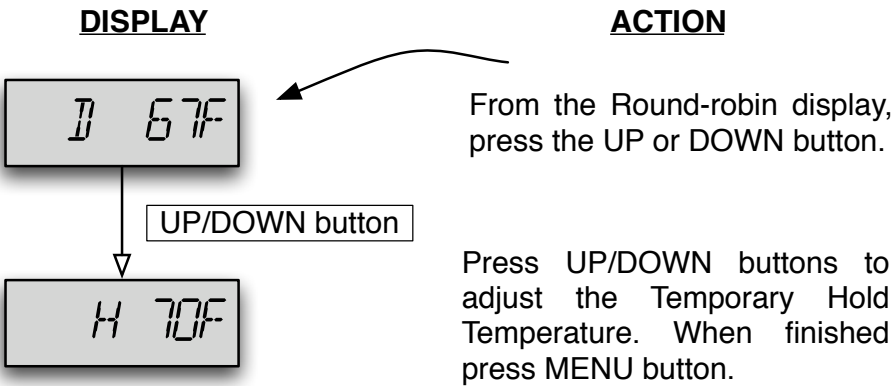 DISPLAY
ACTION
D 67F
From the Round-robin display,
press the UP or DOWN button.
UP/DOWN button
H 70F
Press UP/DOWN buttons to
adjust the Temporary Hold
Temperature. When finished
press MENU button.